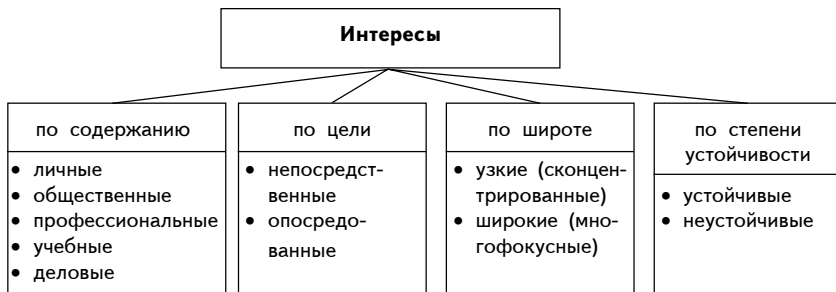 Интересы
по содержанию
• личные
• общественные
• профессиональные
• учебные
• деловые
по цели
• непосредст-
венные
• опосредо-
ванные
по широте
• узкие (сконцен-
трированные)
• широкие (мно-
гофокусные)
по степени
устойчивости
• устойчивые
• неустойчивые